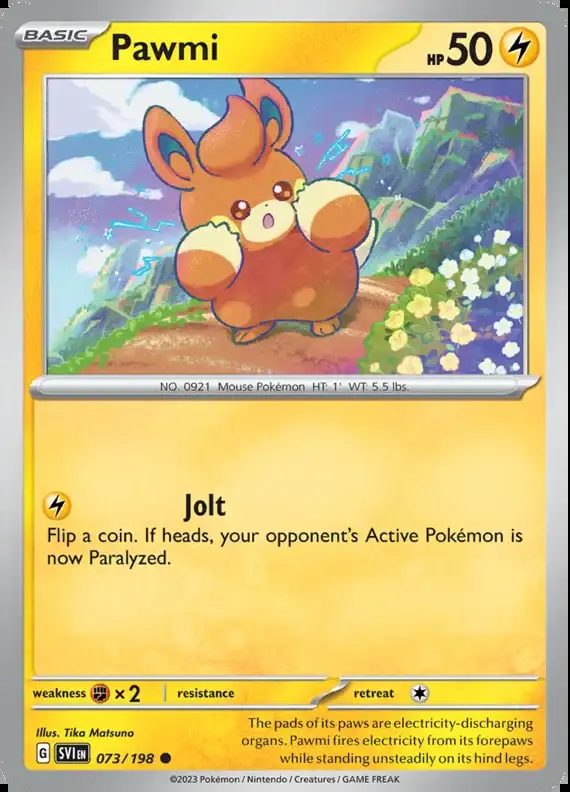 BASIC
Pawmi
HP 50
NO. 0921 Mouse Pokémon HT: 1' WT: 5.5 lbs.
Jolt
Flip a coin. If heads, your opponent's Active Pokémon is
now Paralyzed.
weakness ×2 resistance retreat
Illus. Tika Matsuno
G SVI EN 073/198
The pads of its paws are electricity-discharging
organs. Pawmi fires electricity from its forepaws
while standing unsteadily on its hind legs.
©2023 Pokémon / Nintendo / Creatures / GAME FREAK